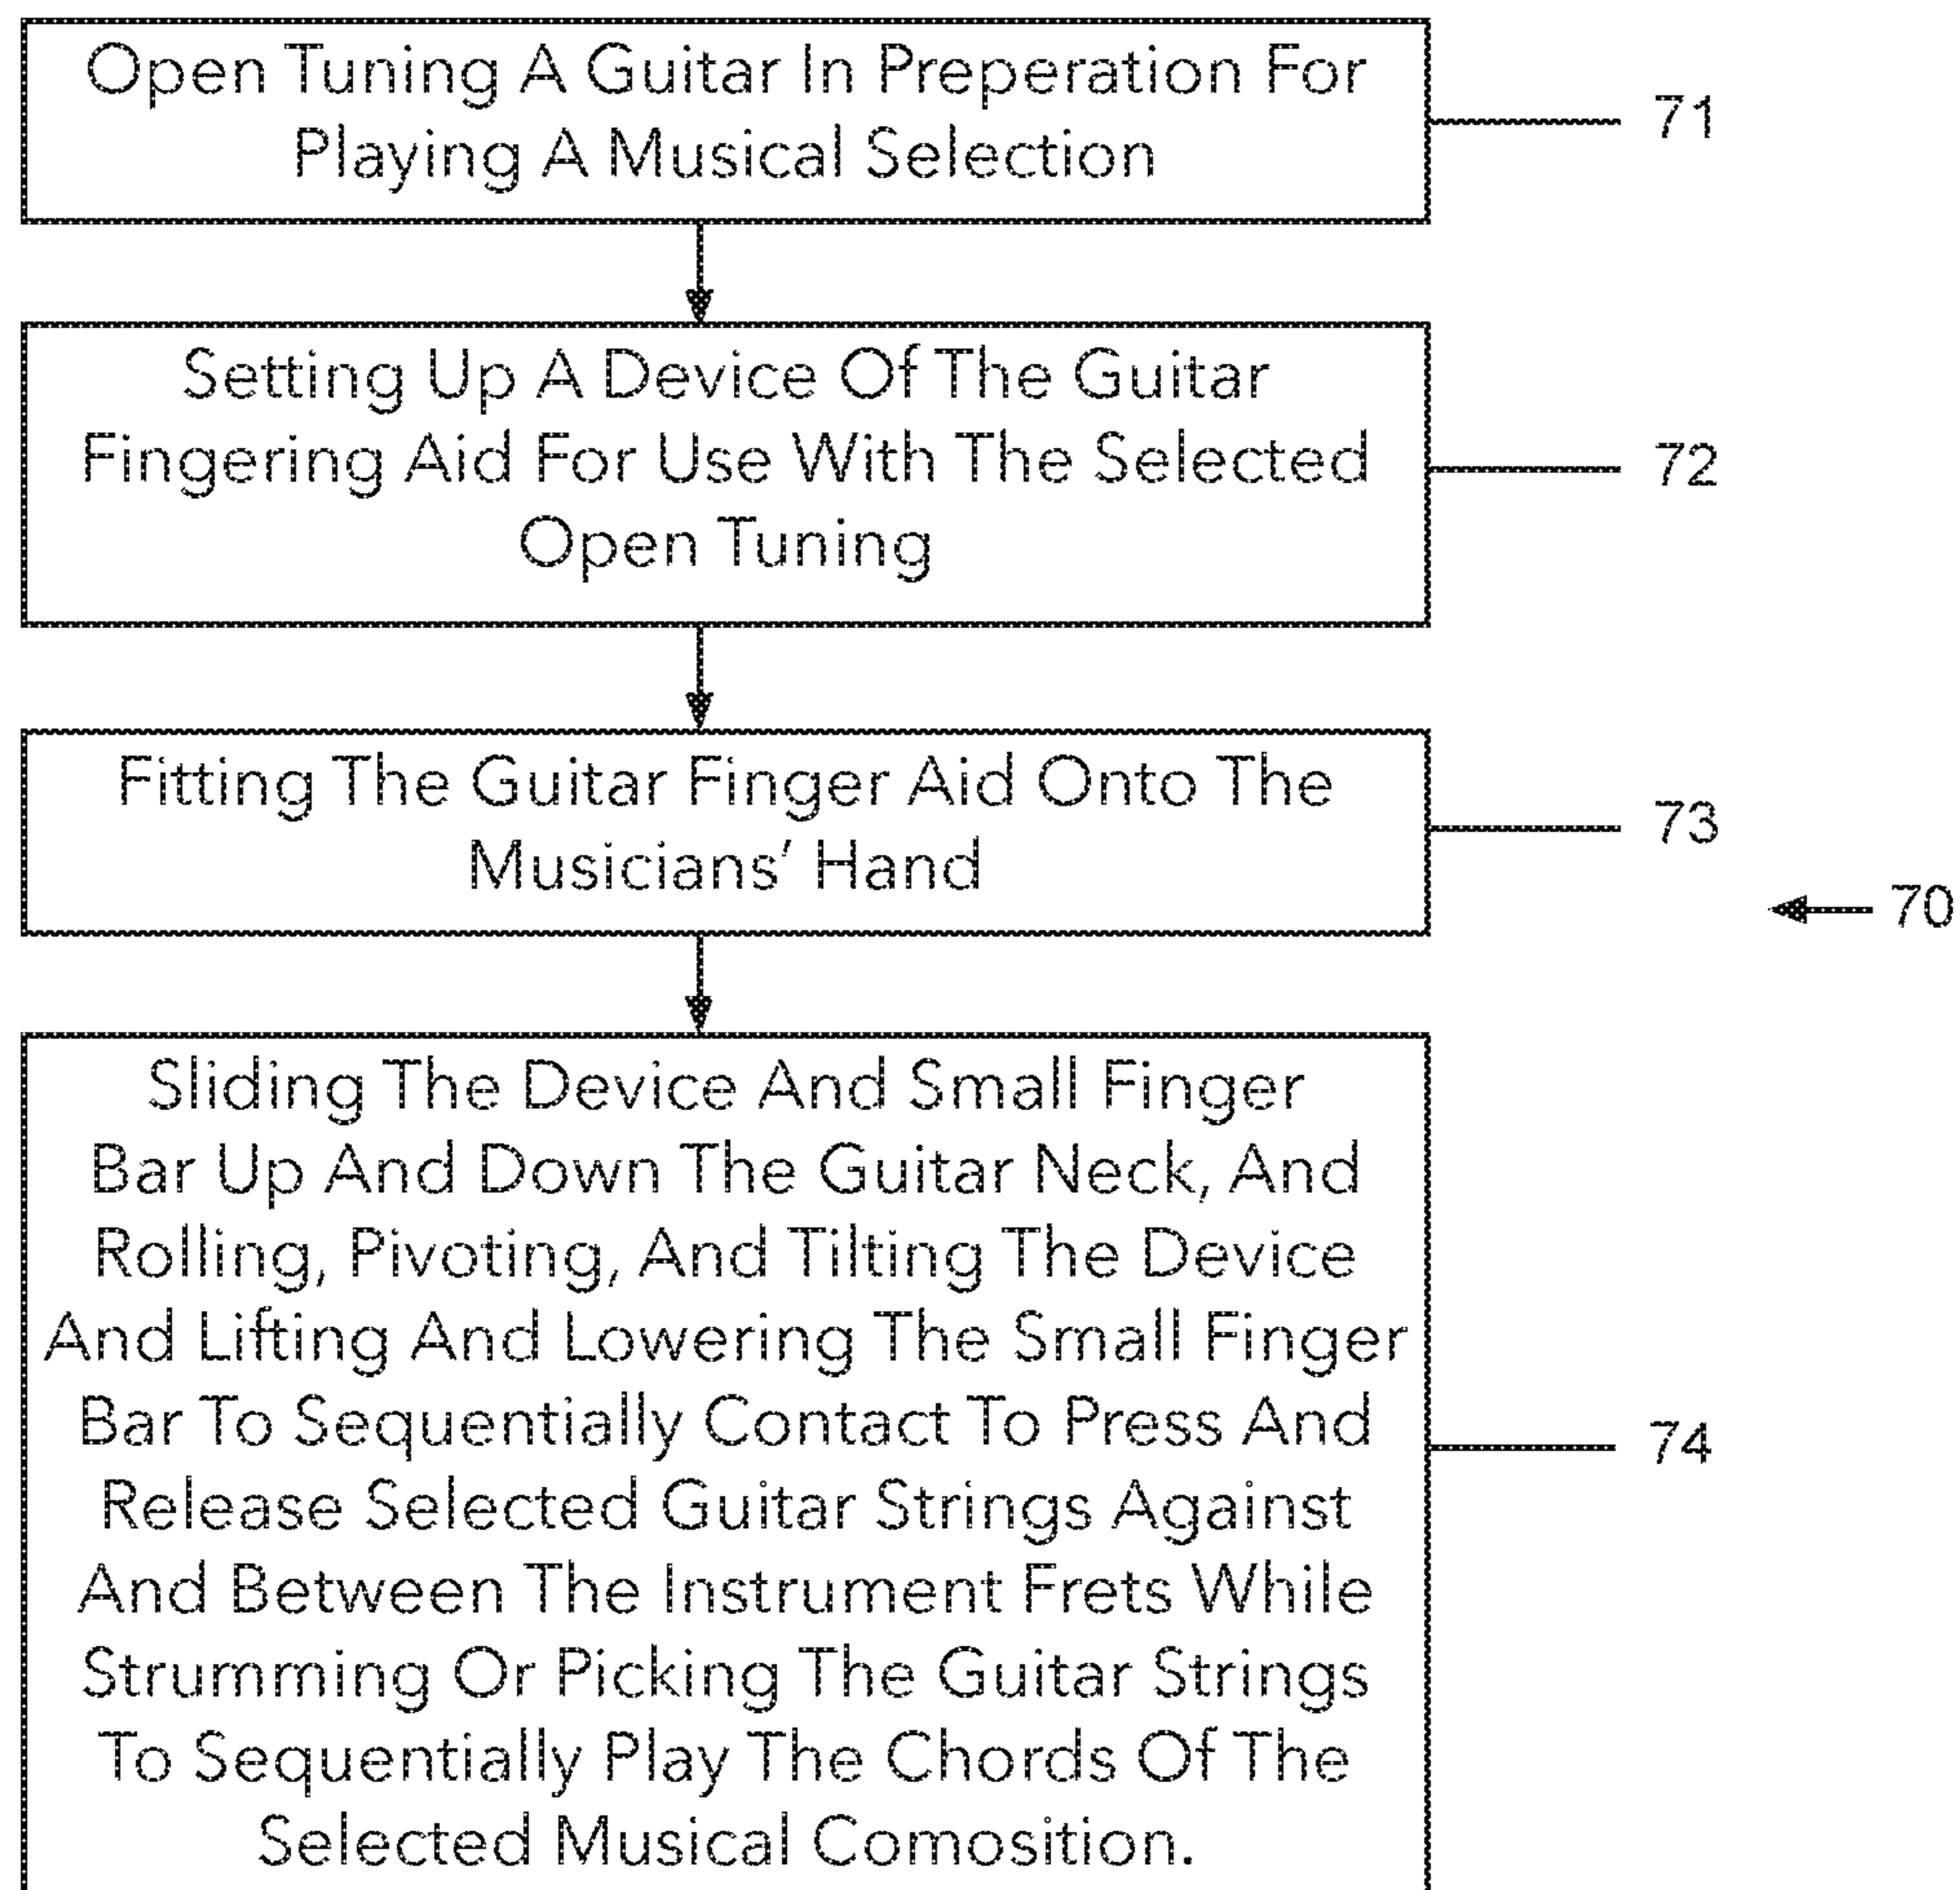 Open Tuning A Guitar In Preperation For
Playing A Musical Selection
71
Setting Up A Device Of The Guitar
Fingering Aid For Use With The Selected
Open Tuning
72
Fitting The Guitar Finger Aid Onto The
Musicians' Hand
73
70
Sliding The Device And Small Finger
Bar Up And Down The Guitar Neck, And
Rolling, Pivoting, And Tilting The Device
And Lifting And Lowering The Small Finger
Bar To Sequentially Contact To Press And
Release Selected Guitar Strings Against
And Between The Instrument Frets While
Strumming Or Picking The Guitar Strings
To Sequentially Play The Chords Of The
Selected Musical Comosition.
74